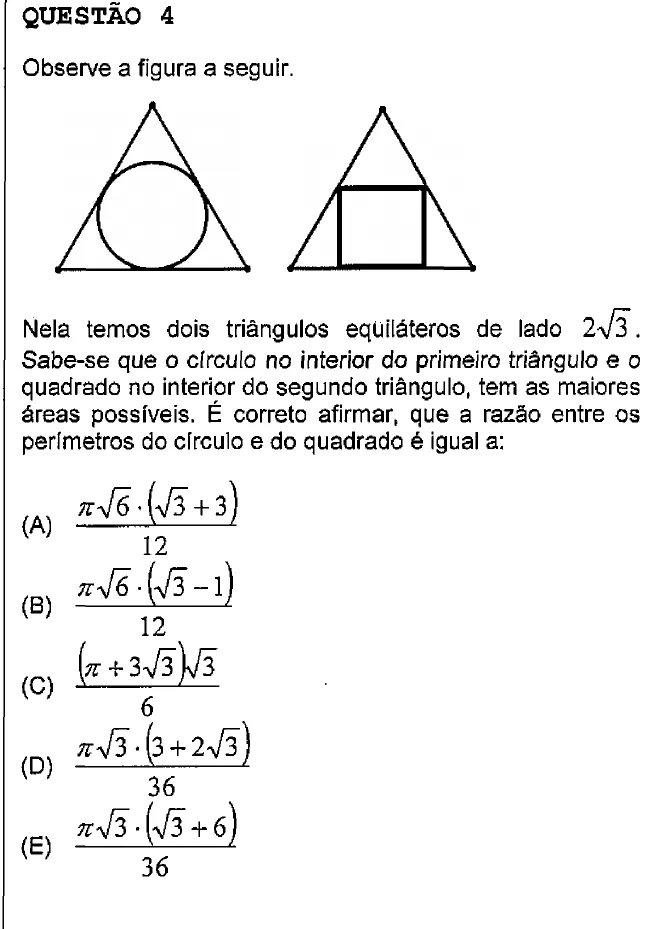 QUESTÃO 4
Observe a figura a seguir.
Nela temos dois triângulos equiláteros de lado 2√3.
Sabe-se que o círculo no interior do primeiro triângulo e o
quadrado no interior do segundo triângulo, tem as maiores
áreas possíveis. É correto afirmar, que a razão entre os
perímetros do círculo e do quadrado é igual a:
(A) π√6·(√3+3)/12
(B) π√6·(√3−1)/12
(C) (π+3√3)√3/6
(D) π√3·(3+2√3)/36
(E) π√3·(√3+6)/36